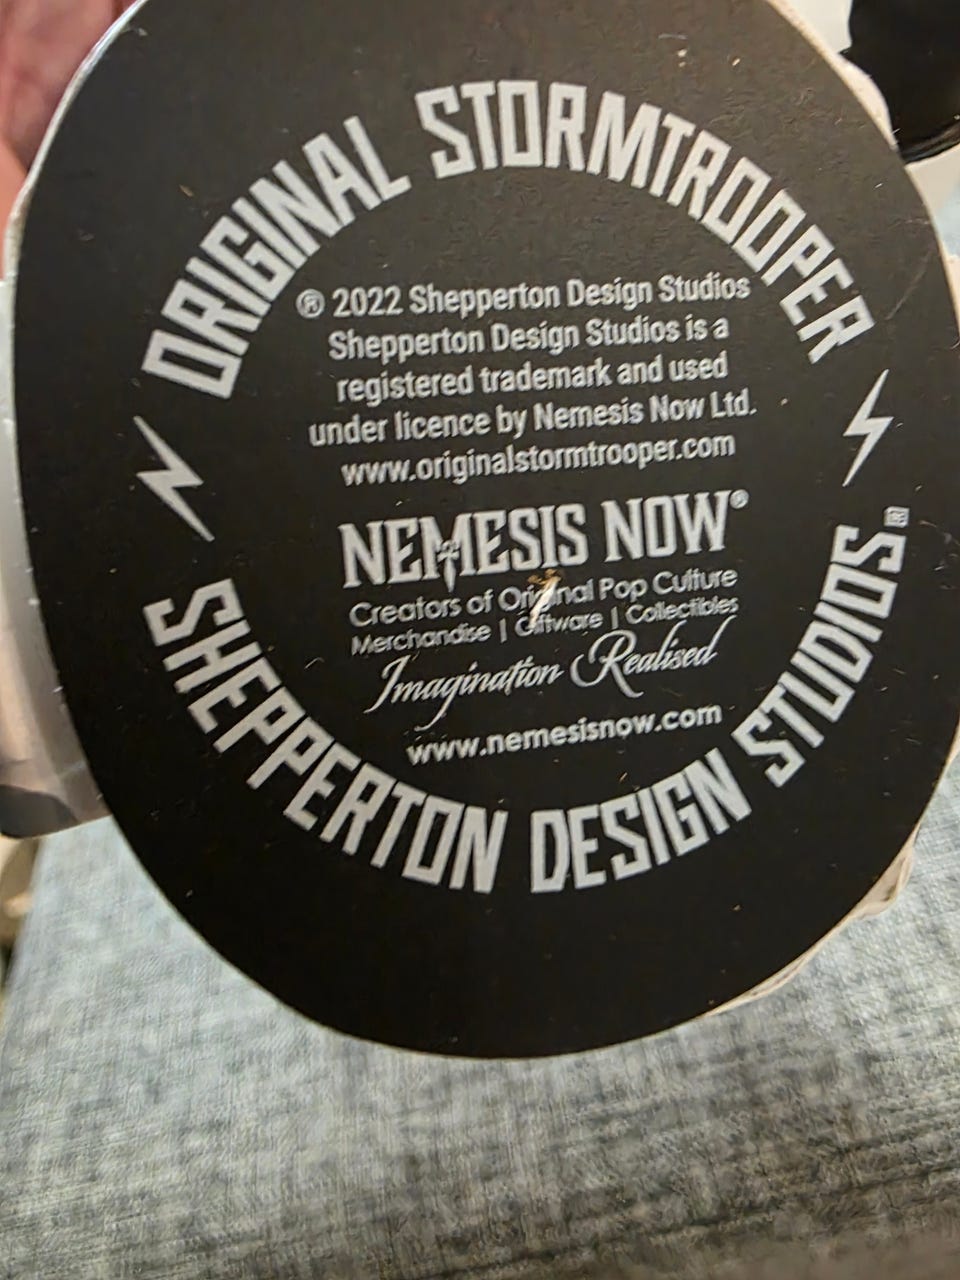 ORIGINAL STORMTROOPER
® 2022 Shepperton Design Studios
Shepperton Design Studios is a
registered trademark and used
under licence by Nemesis Now Ltd.
www.originalstormtrooper.com
NEMESIS NOW®
Creators of Original Pop Culture
Merchandise | Giftware | Collectibles
Imagination Realised
www.nemesisnow.com
SHEPPERTON DESIGN STUDIOS®